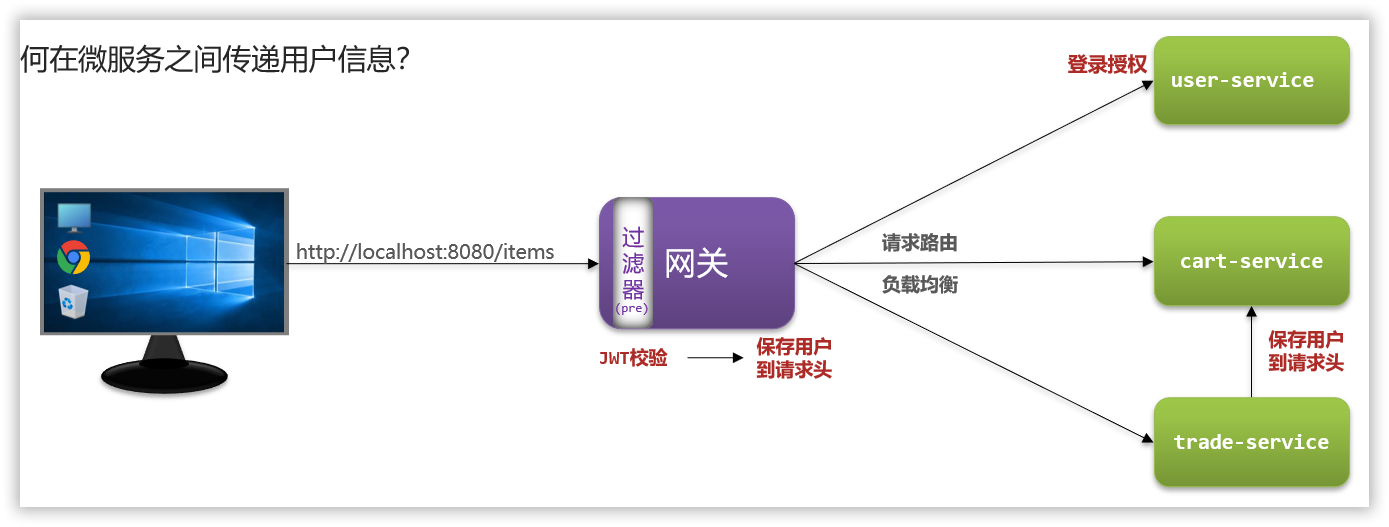 何在微服务之间传递用户信息？
登录授权
user-service
http://localhost:8080/items
过
滤
器
(pre)
网关
请求路由
负载均衡
cart-service
JWT校验
保存用户
到请求头
保存用户
到请求头
trade-service